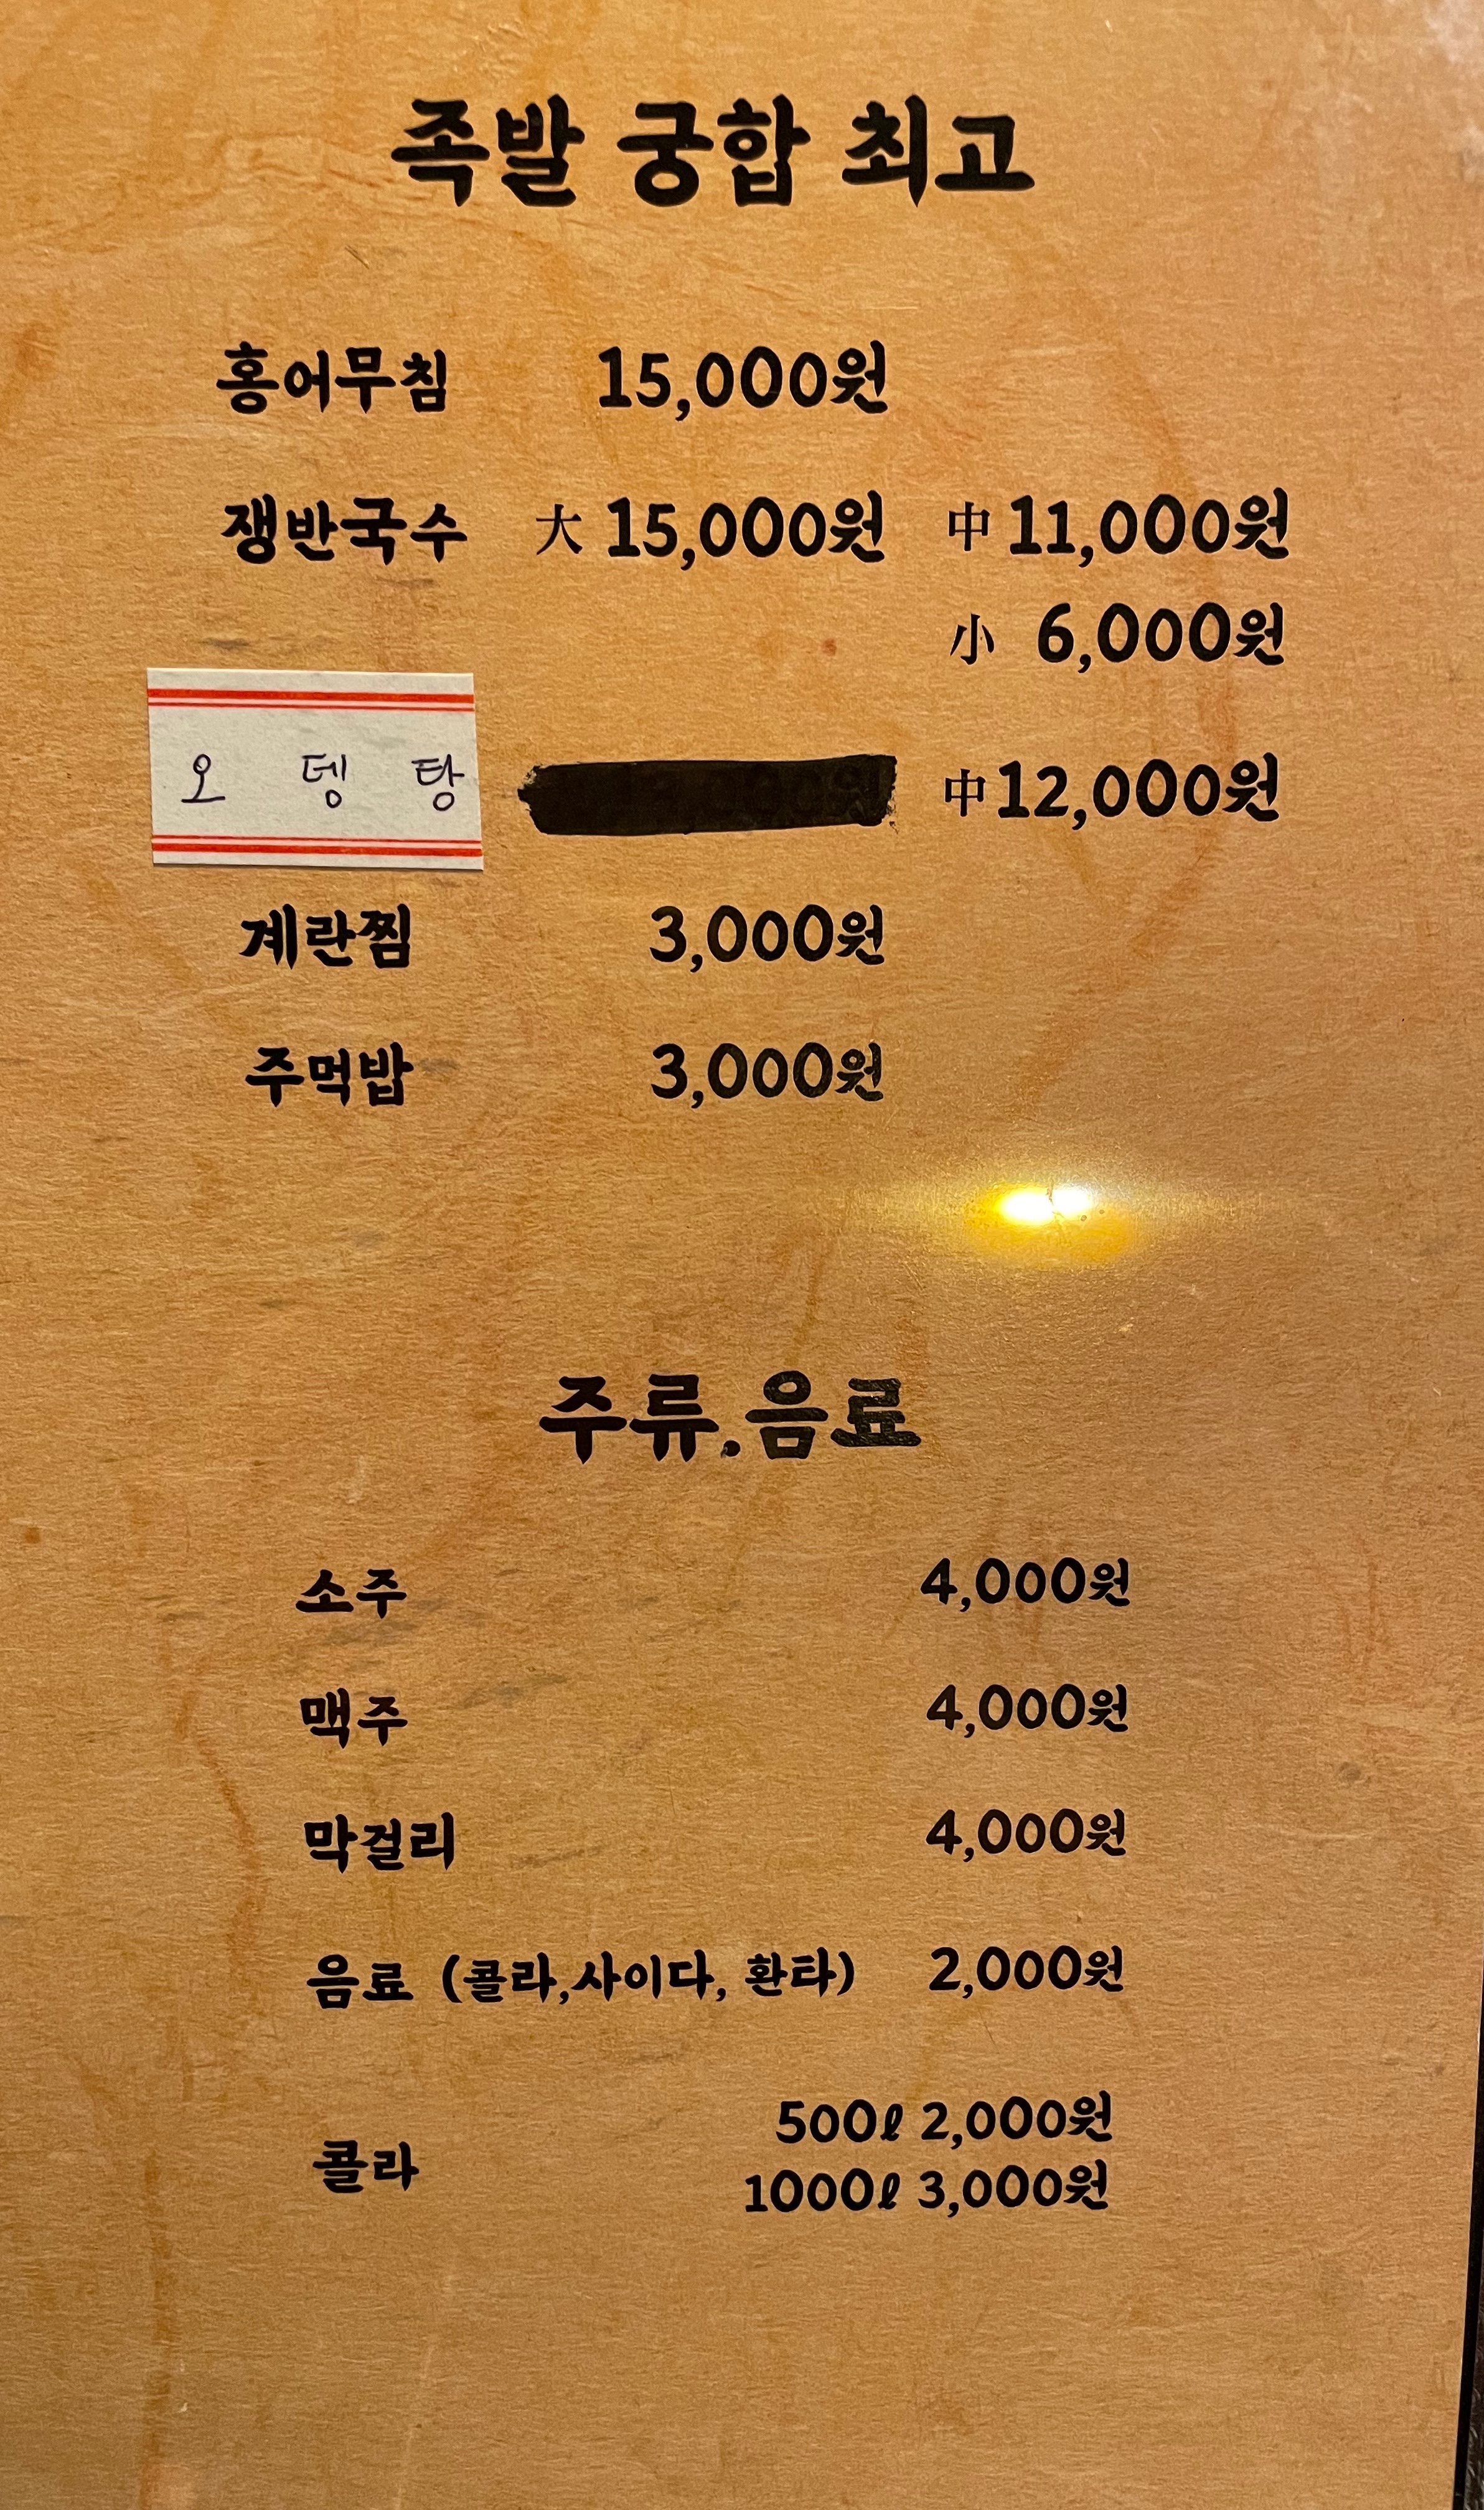 족발 궁합 최고
홍어무침 15,000원
쟁반국수 大 15,000원 中 11,000원
小 6,000원
오뎅탕 中 12,000원
계란찜 3,000원
주먹밥 3,000원
주류.음료
소주 4,000원
맥주 4,000원
막걸리 4,000원
음료 (콜라,사이다, 환타) 2,000원
500ℓ 2,000원
콜라
1000ℓ 3,000원